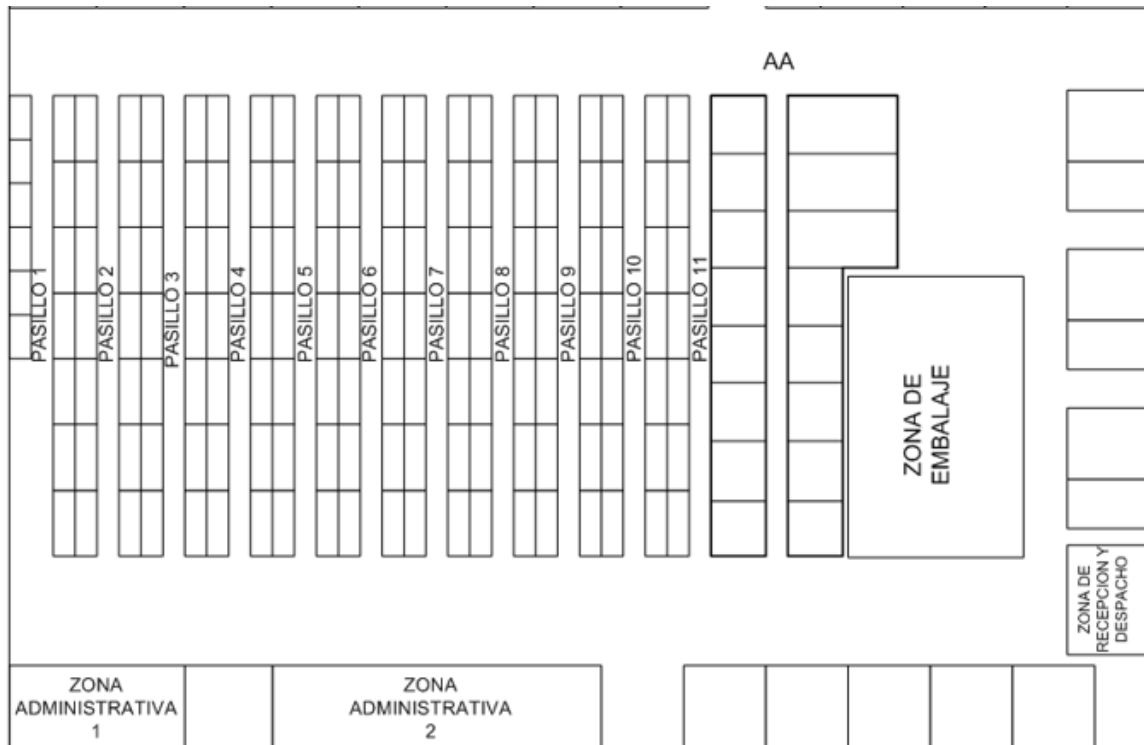 AA
PASILLO 1
PASILLO 2
PASILLO 3
PASILLO 4
PASILLO 5
PASILLO 6
PASILLO 7
PASILLO 8
PASILLO 9
PASILLO 10
PASILLO 11
ZONA DE
EMBALAJE
ZONA DE
RECEPCION Y
DESPACHO
ZONA
ADMINISTRATIVA
1
ZONA
ADMINISTRATIVA
2